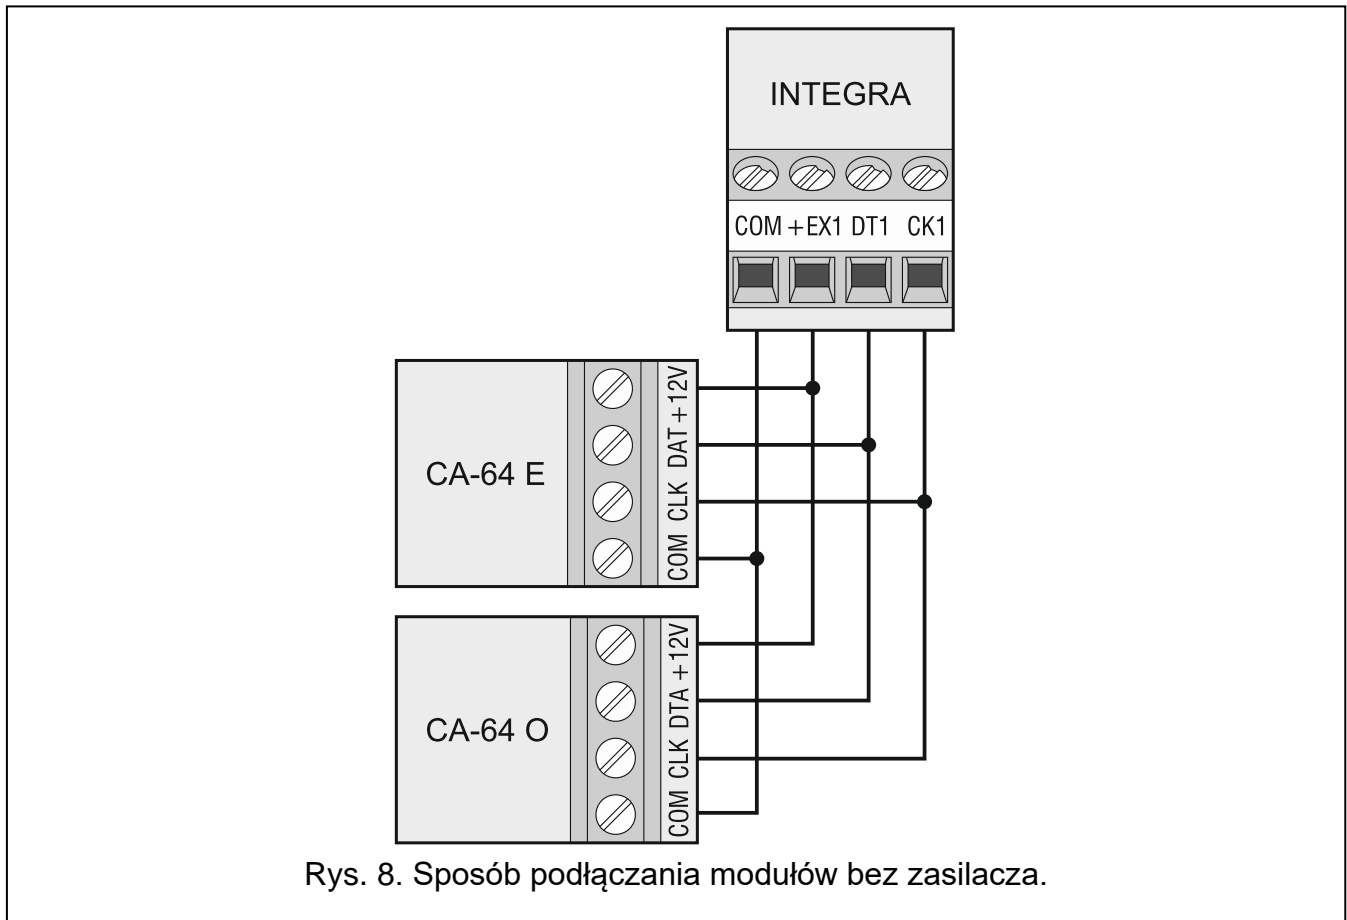 INTEGRA
COM +EX1 DT1 CK1
CA-64 E
+12V
DAT
CLK
COM
CA-64 O
+12V
DTA
CLK
COM
Rys. 8. Sposób podłączania modułów bez zasilacza.